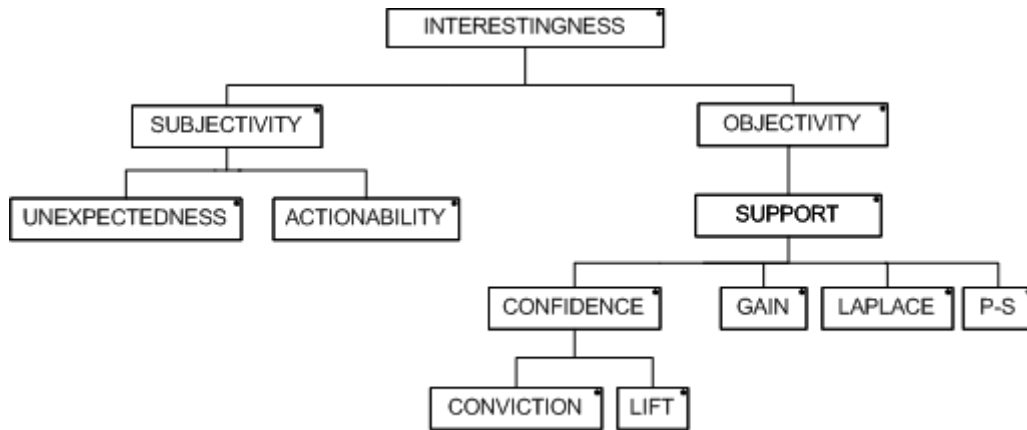 INTERESTINGNESS
SUBJECTIVITY
OBJECTIVITY
UNEXPECTEDNESS
ACTIONABILITY
SUPPORT
CONFIDENCE
GAIN
LAPLACE
P-S
CONVICTION
LIFT